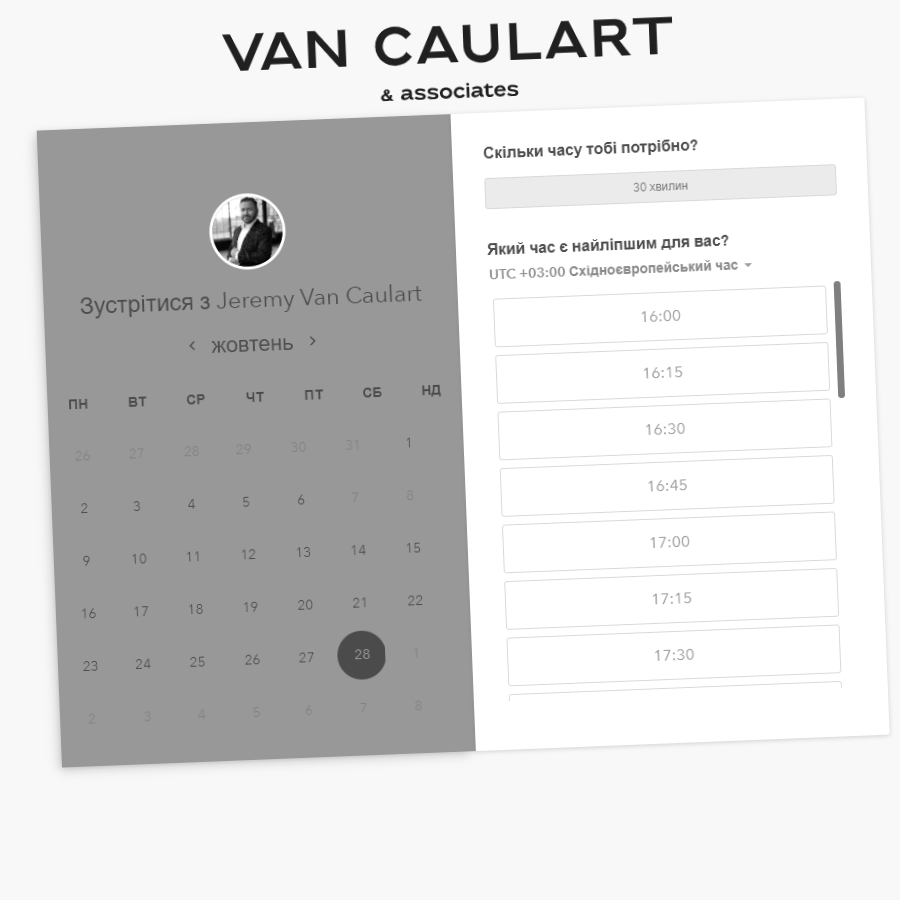 VAN CAULART
& associates
Зустрітися з Jeremy Van Caulart
жовтень
ПН ВТ СР ЧТ ПТ СБ НД
26 27 28 29 30 31 1
2 3 4 5 6 7 8
9 10 11 12 13 14 15
16 17 18 19 20 21 22
23 24 25 26 27 28 1
2 3 4 5 6 7 8
Скільки часу тобі потрібно?
30 хвилин
Який час є найліпшим для вас?
UTC +03:00 Східноєвропейський час
16:00
16:15
16:30
16:45
17:00
17:15
17:30